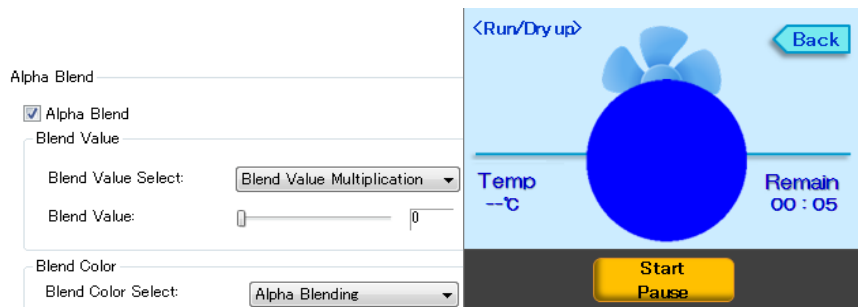 Alpha Blend
Alpha Blend
Blend Value
Blend Value Select:
Blend Value Multiplication
Blend Value:
0
Blend Color
Blend Color Select:
Alpha Blending
<Run/Dry up>
Back
Temp
--℃
Remain
00 : 05
Start
Pause